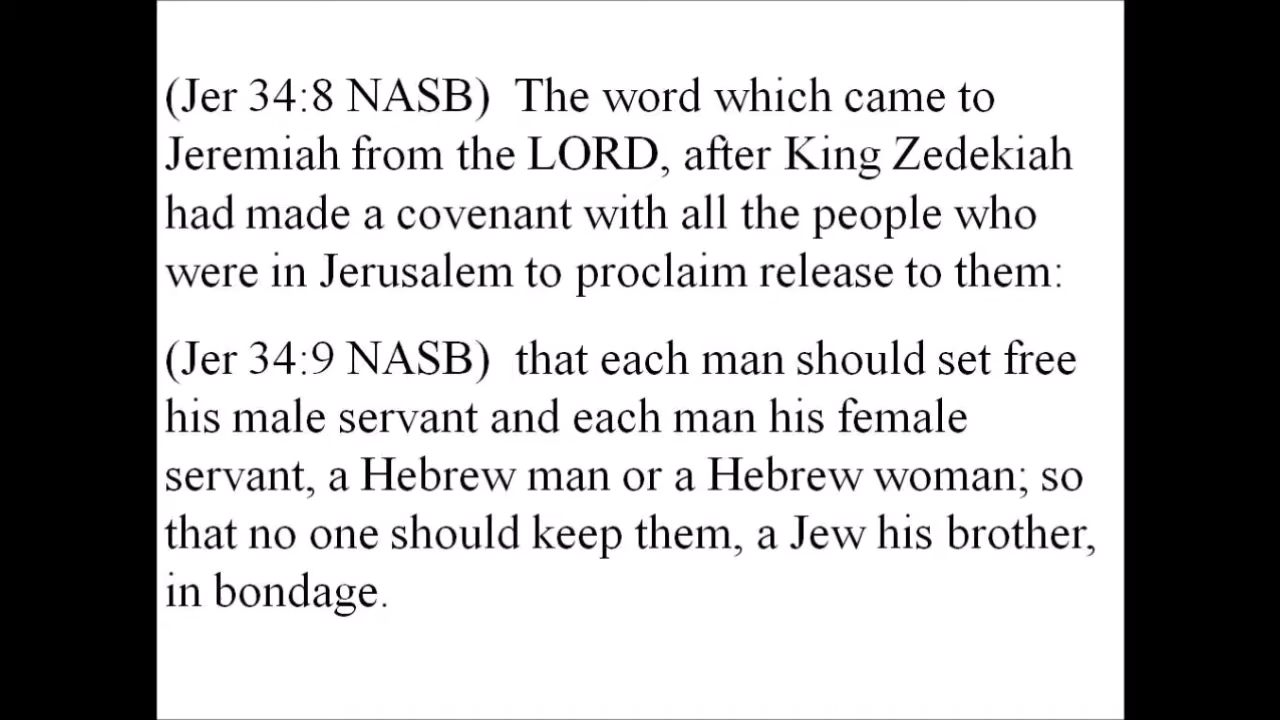 (Jer 34:8 NASB)  The word which came to
Jeremiah from the LORD, after King Zedekiah
had made a covenant with all the people who
were in Jerusalem to proclaim release to them:
(Jer 34:9 NASB)  that each man should set free
his male servant and each man his female
servant, a Hebrew man or a Hebrew woman; so
that no one should keep them, a Jew his brother,
in bondage.